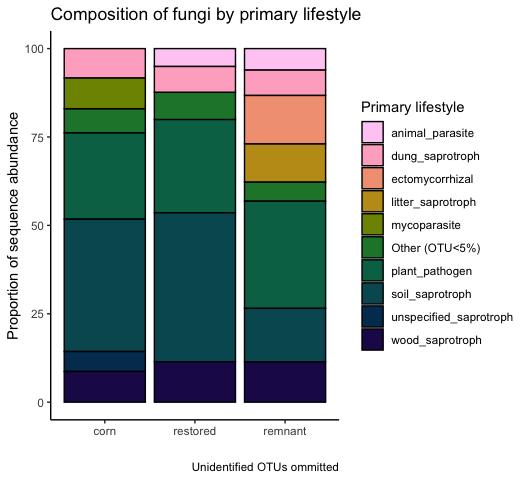 Composition of fungi by primary lifestyle
Proportion of sequence abundance
100
75
50
25
0
corn
restored
remnant
Primary lifestyle
animal_parasite
dung_saprotroph
ectomycorrhizal
litter_saprotroph
mycoparasite
Other (OTU<5%)
plant_pathogen
soil_saprotroph
unspecified_saprotroph
wood_saprotroph
Unidentified OTUs ommitted